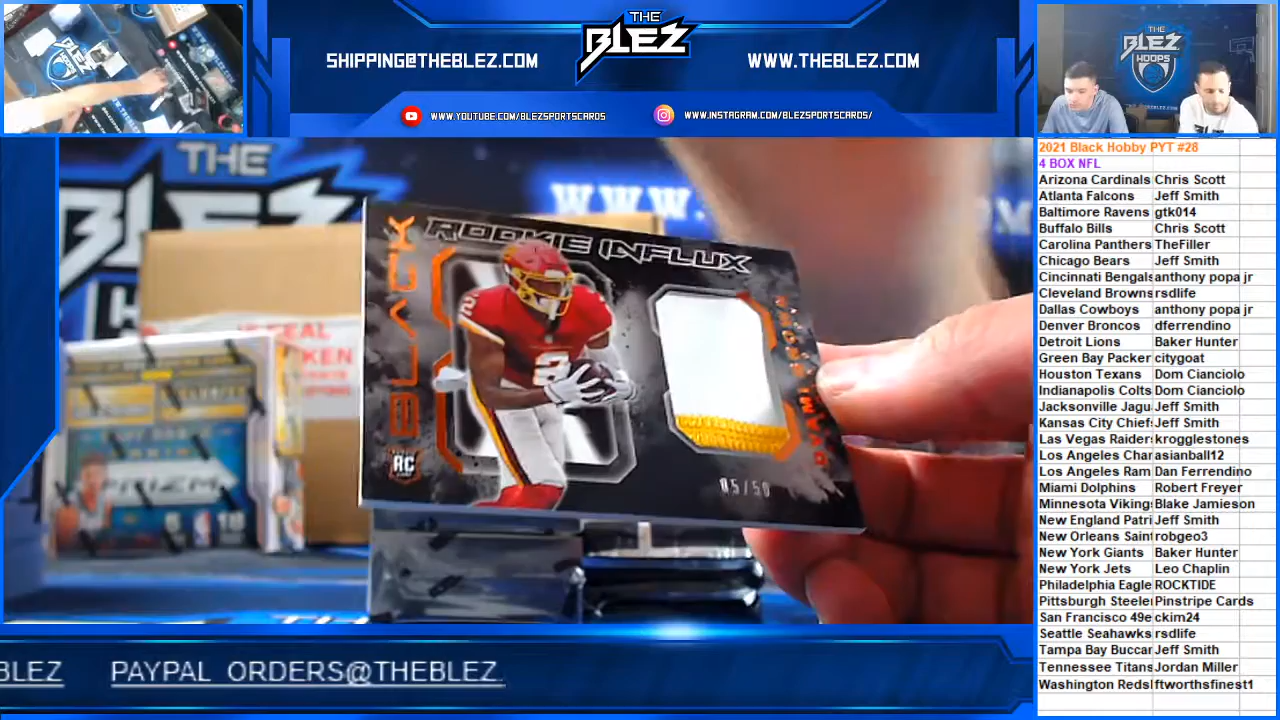 THE
BLEZ
SHIPPING@THEBLEZ.COM
WWW.THEBLEZ.COM
WWW.YOUTUBE.COM/BLEZSPORTSCARDS
WWW.INSTAGRAM.COM/BLEZSPORTSCARDS/
THE
BLEZ
HOOPS
THE
WWW.
BLACK
ROOKIE INFLUX
2
RC
05/50
PRIZM
2021 Black Hobby PYT #28
4 BOX NFL
Arizona Cardinals Chris Scott
Atlanta Falcons Jeff Smith
Baltimore Ravens gtk014
Buffalo Bills Chris Scott
Carolina Panthers TheFiller
Chicago Bears Jeff Smith
Cincinnati Bengals anthony popa jr
Cleveland Browns rsdlife
Dallas Cowboys anthony popa jr
Denver Broncos dferrendino
Detroit Lions Baker Hunter
Green Bay Packer citygoat
Houston Texans Dom Cianciolo
Indianapolis Colts Dom Cianciolo
Jacksonville Jagu Jeff Smith
Kansas City Chief Jeff Smith
Las Vegas Raider krogglestones
Los Angeles Char asianball12
Los Angeles Ram Dan Ferrendino
Miami Dolphins Robert Freyer
Minnesota Viking Blake Jamieson
New England Patri Jeff Smith
New Orleans Saint robgeo3
New York Giants Baker Hunter
New York Jets Leo Chaplin
Philadelphia Eagle ROCKTIDE
Pittsburgh Steele Pinstripe Cards
San Francisco 49e ckim24
Seattle Seahawks rsdlife
Tampa Bay Buccan Jeff Smith
Tennessee Titans Jordan Miller
Washington Reds ftworthsfinest1
BLEZ PAYPAL ORDERS@THEBLEZ.